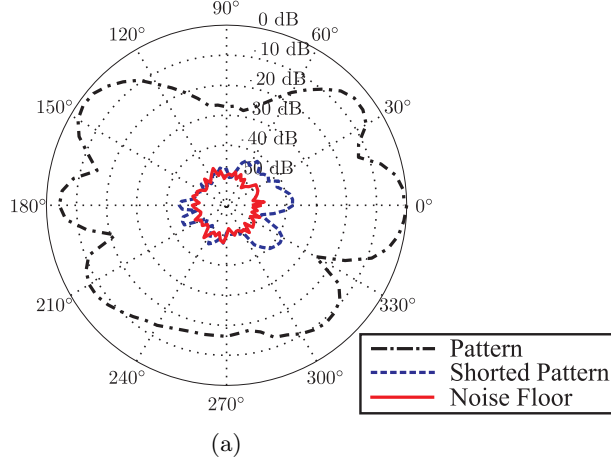 90°
0 dB
120°
60°
10 dB
20 dB
150°
30°
30 dB
40 dB
50 dB
180°
0°
210°
330°
240°
300°
270°
Pattern
Shorted Pattern
Noise Floor
(a)